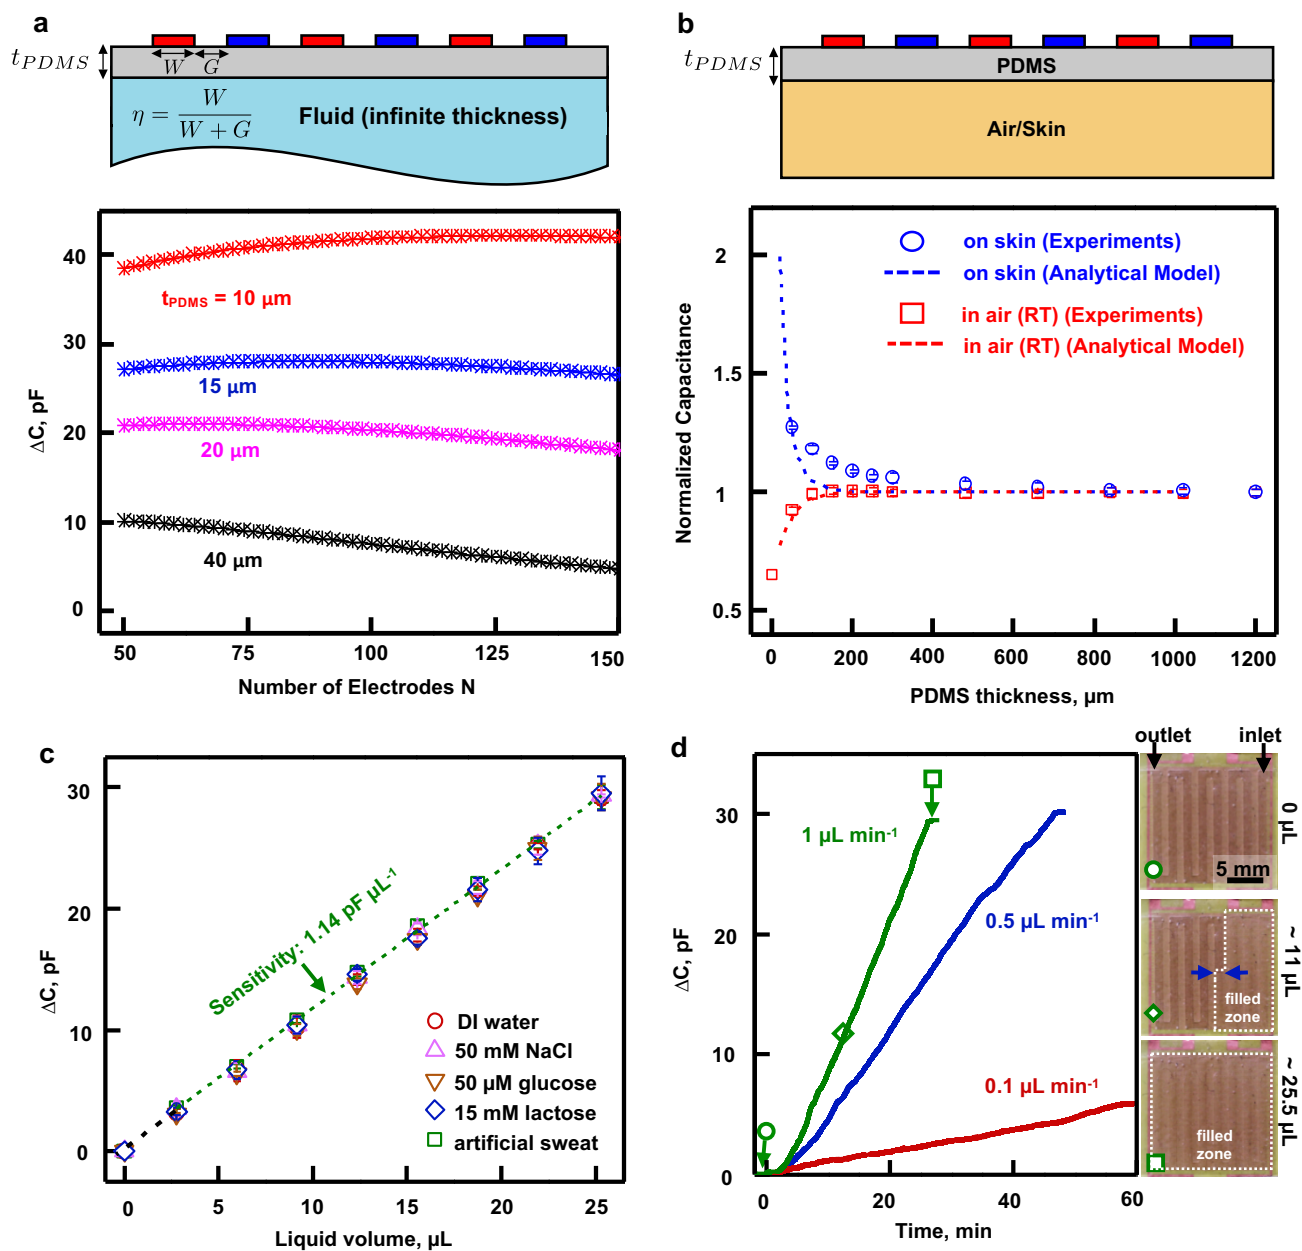 a
t_PDMS
W
G
η = W / (W + G)
Fluid (infinite thickness)
40
30
20
10
0
ΔC, pF
t_PDMS = 10 µm
15 µm
20 µm
40 µm
50
75
100
125
150
Number of Electrodes N
b
t_PDMS
PDMS
Air/Skin
2
1.5
1
0.5
Normalized Capacitance
on skin (Experiments)
on skin (Analytical Model)
in air (RT) (Experiments)
in air (RT) (Analytical Model)
0
200
400
600
800
1000
1200
PDMS thickness, µm
c
30
20
10
0
ΔC, pF
Sensitivity: 1.14 pF µL⁻¹
DI water
50 mM NaCl
50 µM glucose
15 mM lactose
artificial sweat
0
5
10
15
20
25
Liquid volume, µL
d
30
20
10
0
ΔC, pF
1 µL min⁻¹
0.5 µL min⁻¹
0.1 µL min⁻¹
0
20
40
60
Time, min
outlet
inlet
5 mm
0 µL
filled
zone
~ 11 µL
filled
zone
~ 25.5 µL